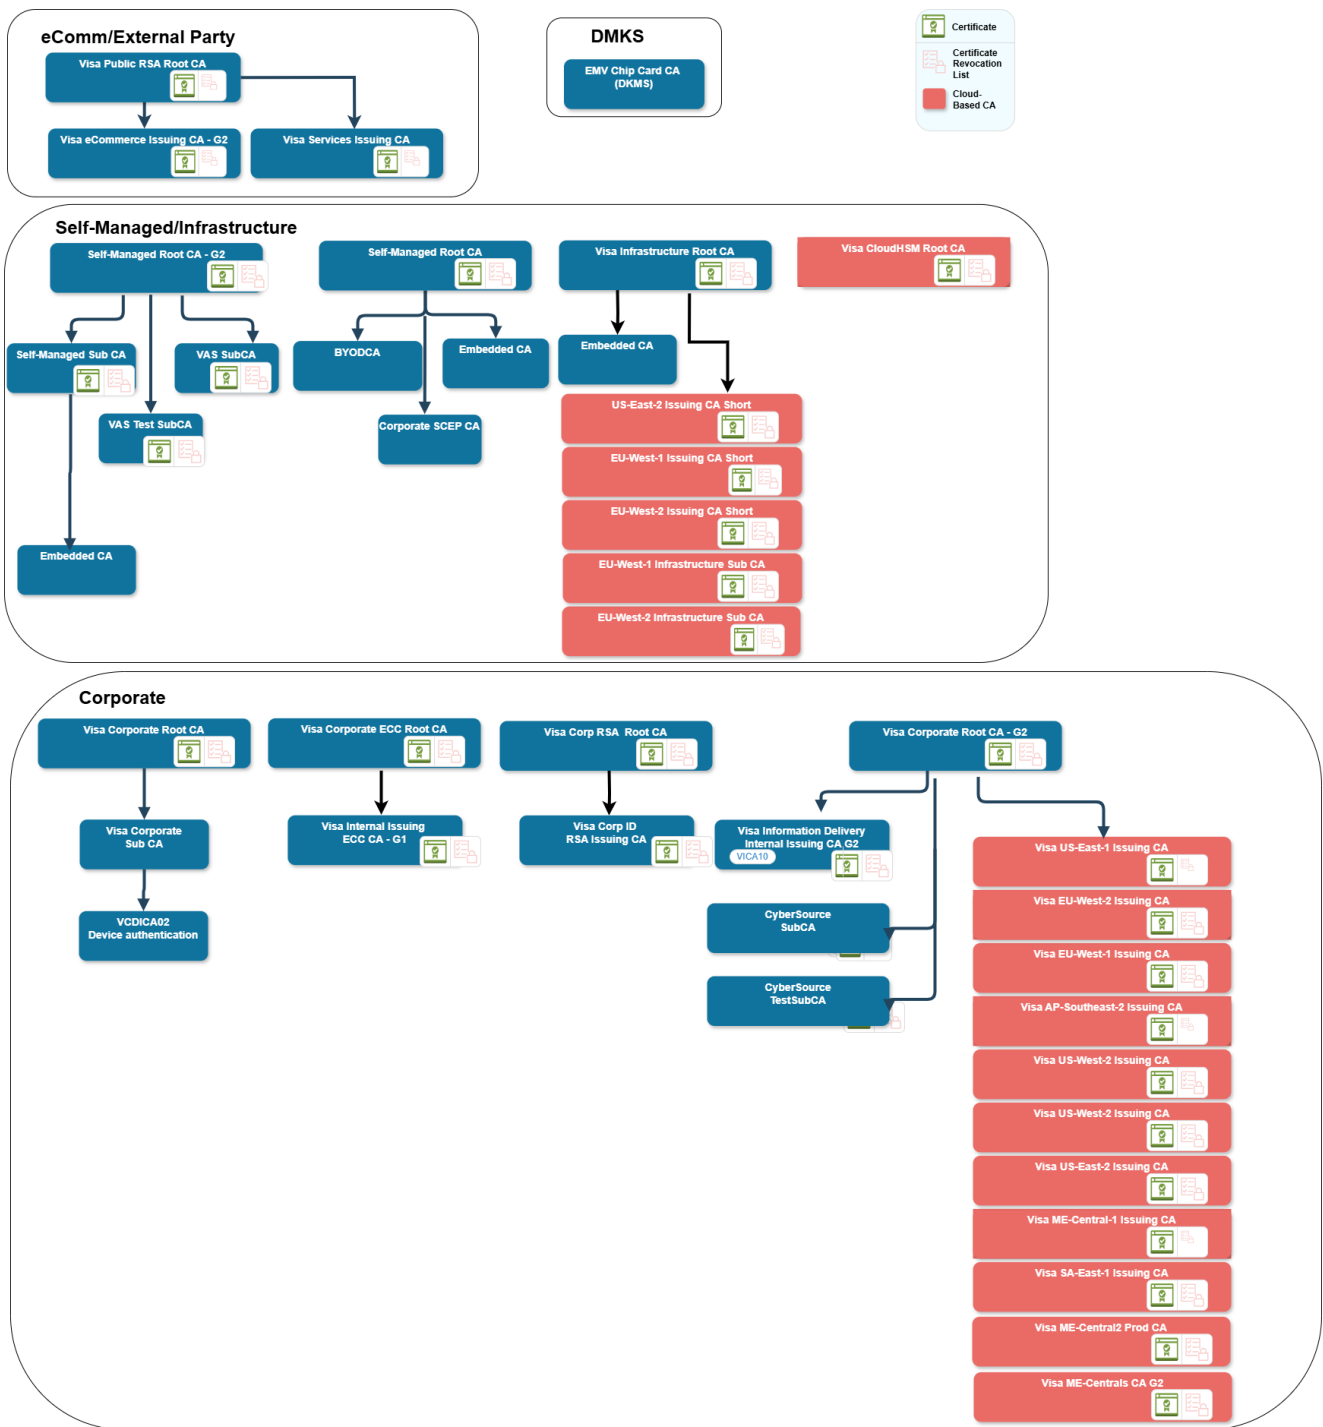 eComm/External Party
Visa Public RSA Root CA
Visa eCommerce Issuing CA - G2
Visa Services Issuing CA
DMKS
EMV Chip Card CA
(DKMS)
Certificate
Certificate
Revocation
List
Cloud-
Based CA
Self-Managed/Infrastructure
Self-Managed Root CA - G2
Self-Managed Root CA
Visa Infrastructure Root CA
Visa CloudHSM Root CA
Self-Managed Sub CA
VAS SubCA
BYODCA
Embedded CA
Embedded CA
VAS Test SubCA
Corporate SCEP CA
US-East-2 Issuing CA Short
EU-West-1 Issuing CA Short
EU-West-2 Issuing CA Short
EU-West-1 Infrastructure Sub CA
EU-West-2 Infrastructure Sub CA
Embedded CA
Corporate
Visa Corporate Root CA
Visa Corporate ECC Root CA
Visa Corp RSA  Root CA
Visa Corporate Root CA - G2
Visa Corporate
Sub CA
Visa Internal Issuing
ECC CA - G1
Visa Corp ID
RSA Issuing CA
Visa Information Delivery
Internal Issuing CA G2
VICA10
VCDICA02
Device authentication
CyberSource
SubCA
CyberSource
TestSubCA
Visa US-East-1 Issuing CA
Visa EU-West-2 Issuing CA
Visa EU-West-1 Issuing CA
Visa AP-Southeast-2 Issuing CA
Visa US-West-2 Issuing CA
Visa US-West-2 Issuing CA
Visa US-East-2 Issuing CA
Visa ME-Central-1 Issuing CA
Visa SA-East-1 Issuing CA
Visa ME-Central2 Prod CA
Visa ME-Centrals CA G2